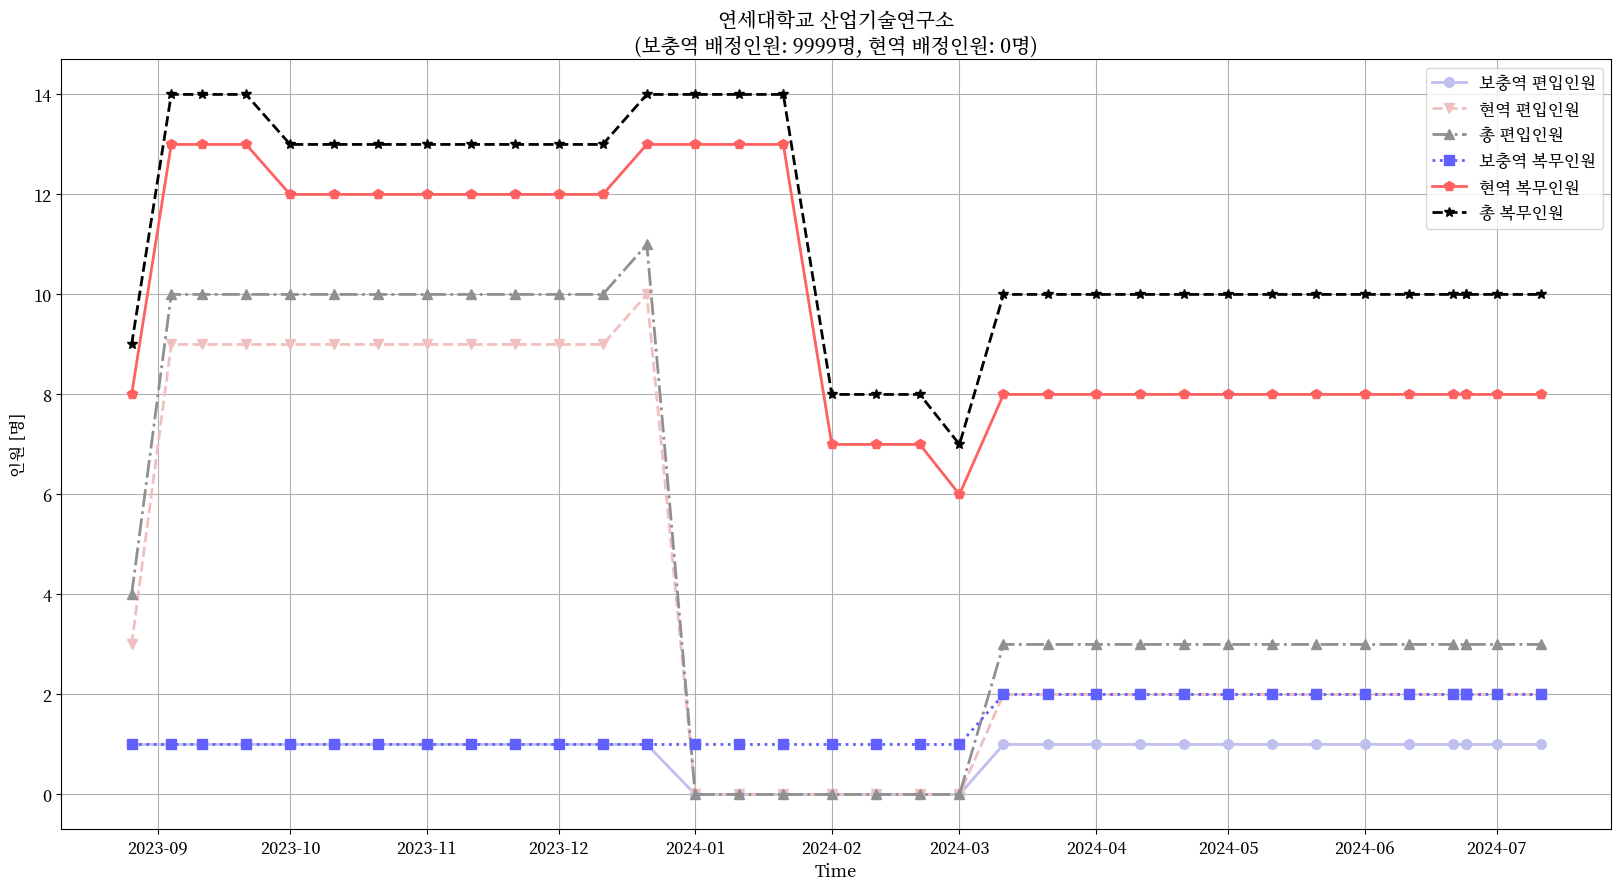 연세대학교 산업기술연구소
(보충역 배정인원: 9999명, 현역 배정인원: 0명)
보충역 편입인원
현역 편입인원
총 편입인원
보충역 복무인원
현역 복무인원
총 복무인원
인원 [명]
14
12
10
8
6
4
2
0
2023-09
2023-10
2023-11
2023-12
2024-01
2024-02
2024-03
2024-04
2024-05
2024-06
2024-07
Time